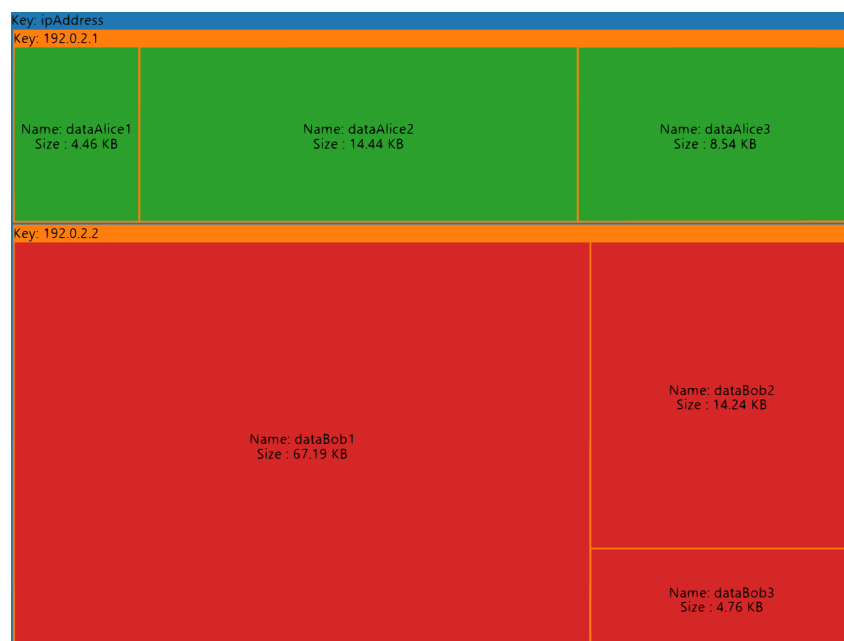 Key: ipAddress
Key: 192.0.2.1
Name: dataAlice1
Size : 4.46 KB
Name: dataAlice2
Size : 14.44 KB
Name: dataAlice3
Size : 8.54 KB
Key: 192.0.2.2
Name: dataBob1
Size : 67.19 KB
Name: dataBob2
Size : 14.24 KB
Name: dataBob3
Size : 4.76 KB